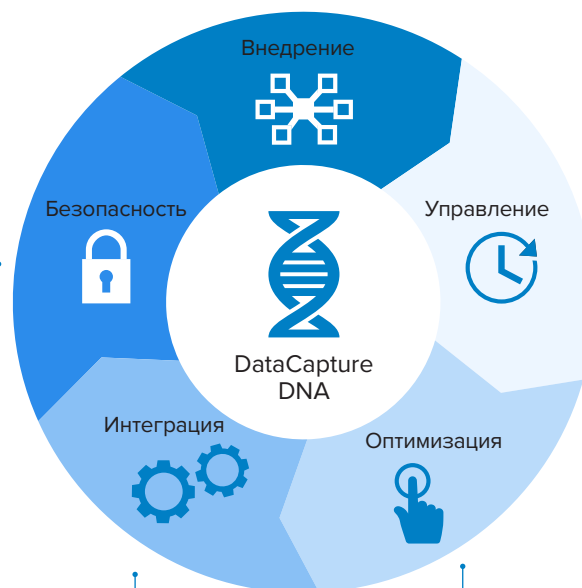 Внедрение
Безопасность
Управление
DataCapture
DNA
Интеграция
Оптимизация